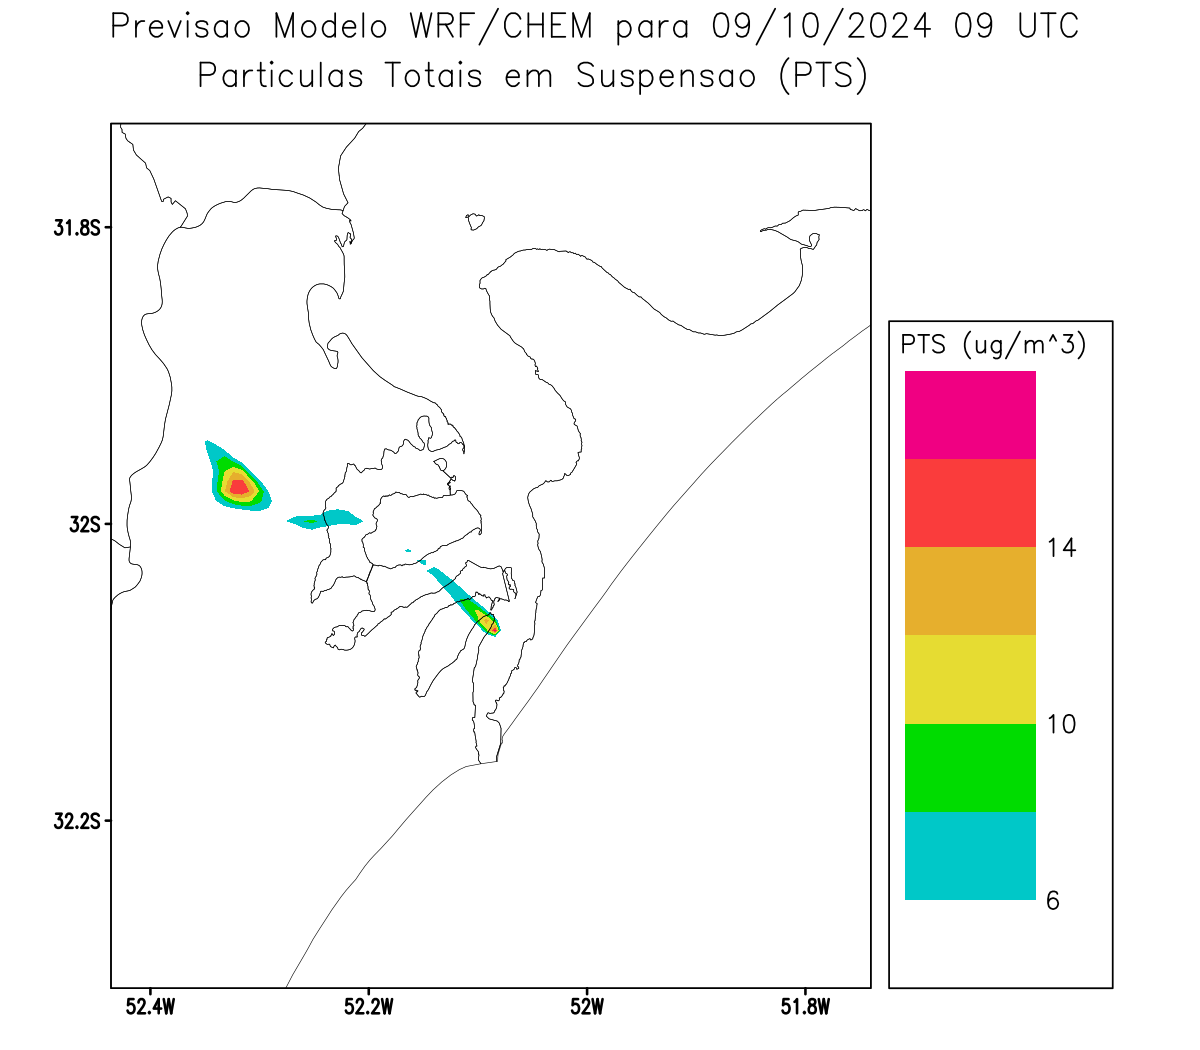 Previsao Modelo WRF/CHEM para 09/10/2024 09 UTC
Particulas Totais em Suspensao (PTS)
31.8S
32S
32.2S
52.4W
52.2W
52W
51.8W
PTS (ug/m^3)
14
10
6